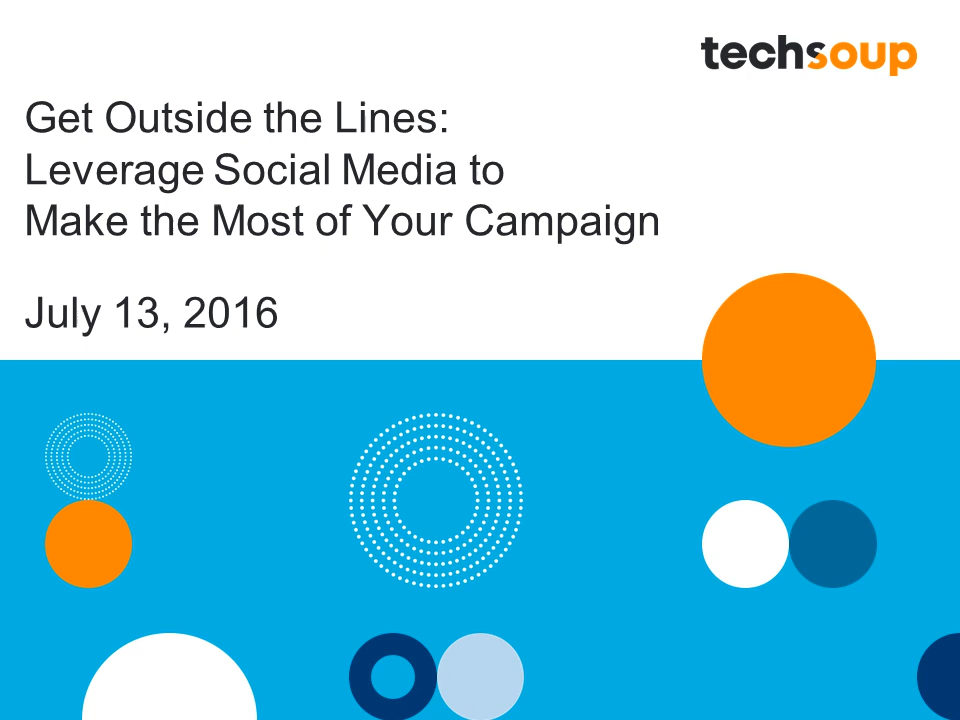 techsoup
Get Outside the Lines:
Leverage Social Media to
Make the Most of Your Campaign
July 13, 2016